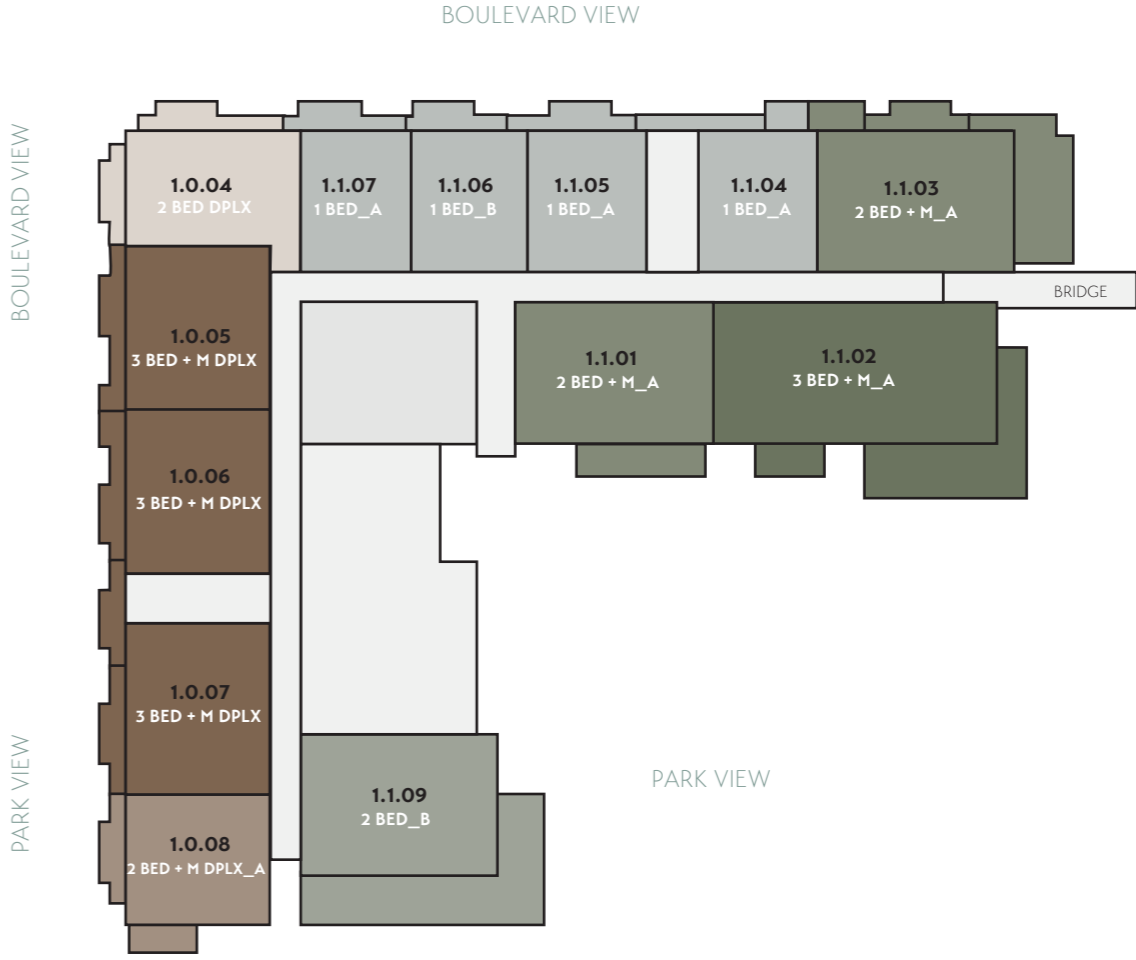 BOULEVARD VIEW
BOULEVARD VIEW
1.0.04
2 BED DPLX
1.1.07
1 BED_A
1.1.06
1 BED_B
1.1.05
1 BED_A
1.1.04
1 BED_A
1.1.03
2 BED + M_A
BRIDGE
1.0.05
3 BED + M DPLX
1.1.01
2 BED + M_A
1.1.02
3 BED + M_A
1.0.06
3 BED + M DPLX
1.0.07
3 BED + M DPLX
PARK VIEW
PARK VIEW
1.1.09
2 BED_B
1.0.08
2 BED + M DPLX_A